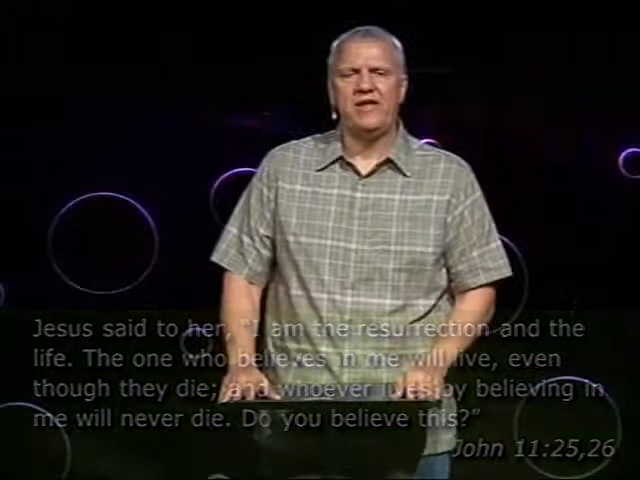 Jesus said to her, "I am the resurrection and the
life. The one who believes in me will live, even
though they die; and whoever lives by believing in
me will never die. Do you believe this?"
John 11:25,26